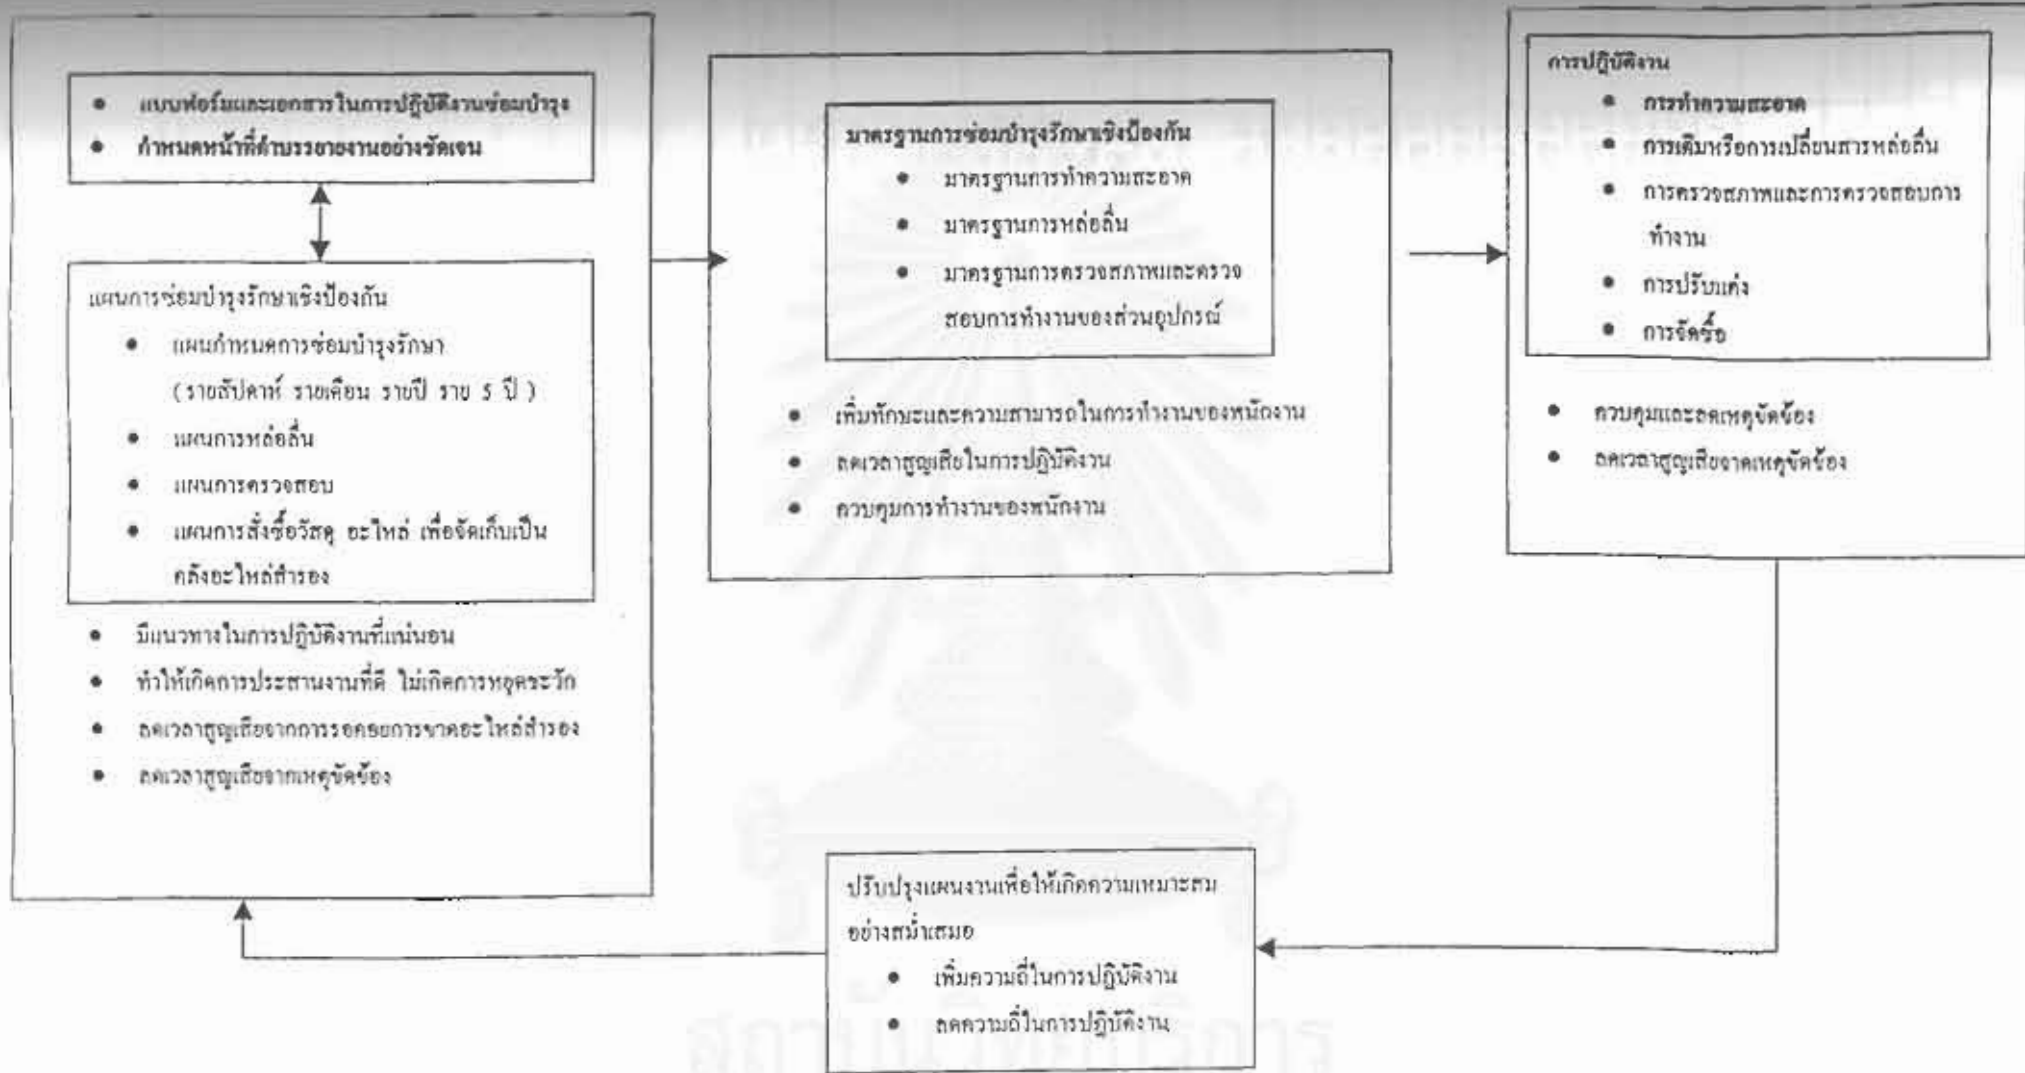 ● แบบฟอร์มและเอกสารในการปฏิบัติงานซ่อมบำรุง
● กำหนดหน้าที่คำบรรยายงานอย่างชัดเจน
แผนการซ่อมบำรุงรักษาเชิงป้องกัน
● แผนกำหนดการซ่อมบำรุงรักษา
(รายสัปดาห์ รายเดือน รายปี ราย 5 ปี )
● แผนการหล่อลื่น
● แผนการตรวจสอบ
● แผนการสั่งซื้อวัสดุ อะไหล่ เพื่อจัดเก็บเป็น
คลังอะไหล่สำรอง
● มีแนวทางในการปฏิบัติงานที่แน่นอน
● ทำให้เกิดการประสานงานที่ดี ไม่เกิดการหยุดชะงัก
● ลดเวลาสูญเสียจากการรอคอยการขาดอะไหล่สำรอง
● ลดเวลาสูญเสียจากเหตุขัดข้อง
มาตรฐานการซ่อมบำรุงรักษาเชิงป้องกัน
● มาตรฐานการทำความสะอาด
● มาตรฐานการหล่อลื่น
● มาตรฐานการตรวจสภาพและตรวจ
สอบการทำงานของส่วนอุปกรณ์
● เพิ่มทักษะและความสามารถในการทำงานของพนักงาน
● ลดเวลาสูญเสียในการปฏิบัติงาน
● ควบคุมการทำงานของพนักงาน
การปฏิบัติงาน
● การทำความสะอาด
● การเติมหรือการเปลี่ยนสารหล่อลื่น
● การตรวจสภาพและการตรวจสอบการ
ทำงาน
● การปรับแต่ง
● การจัดซื้อ
● ควบคุมและลดเหตุขัดข้อง
● ลดเวลาสูญเสียจากเหตุขัดข้อง
ปรับปรุงแผนงานเพื่อให้เกิดความเหมาะสม
อย่างสม่ำเสมอ
● เพิ่มความถี่ในการปฏิบัติงาน
● ลดความถี่ในการปฏิบัติงาน
สถาบันวิทยบริการ